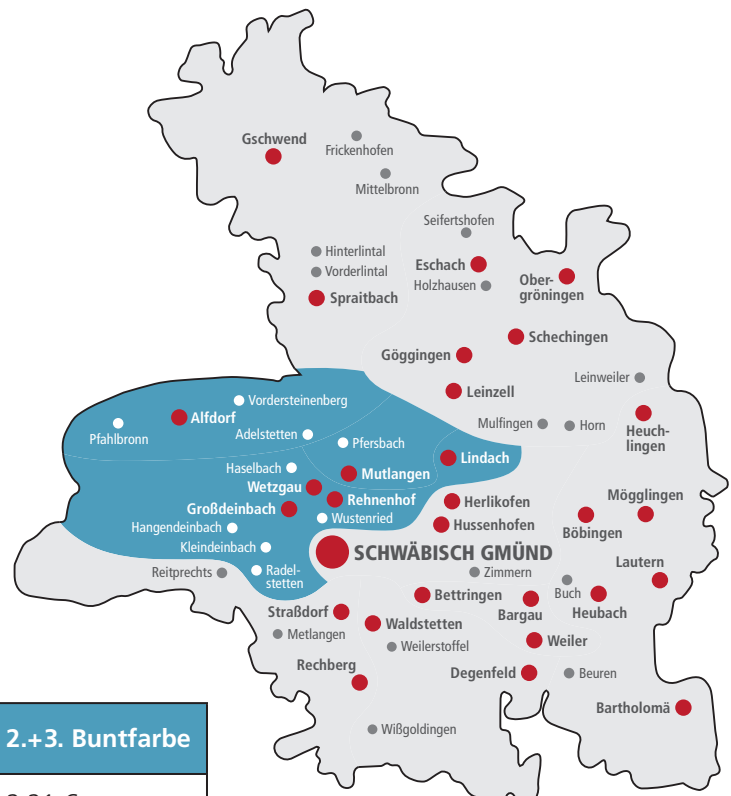 Gschwend
Frickenhofen
Mittelbronn
Seifertshofen
Hinterlintal
Vorderlintal
Eschach
Holzhausen
Ober-
gröningen
Spraitbach
Schechingen
Göggingen
Leinweiler
Leinzell
Vordersteinenberg
Alfdorf
Mulfingen
Horn
Heuch-
lingen
Pfahlbronn
Adelstetten
Pfersbach
Lindach
Haselbach
Mutlangen
Wetzgau
Rehnenhof
Herlikofen
Mögglingen
Großdeinbach
Wustenried
Hussenhofen
Böbingen
Hangendeinbach
Kleindeinbach
SCHWÄBISCH GMÜND
Lautern
Reitprechts
Radel-
stetten
Zimmern
Buch
Bettringen
Bargau
Heubach
Straßdorf
Waldstetten
Metlangen
Weilerstoffel
Weiler
Rechberg
Degenfeld
Beuren
Bartholomä
Wißgoldingen
2.+3. Buntfarbe